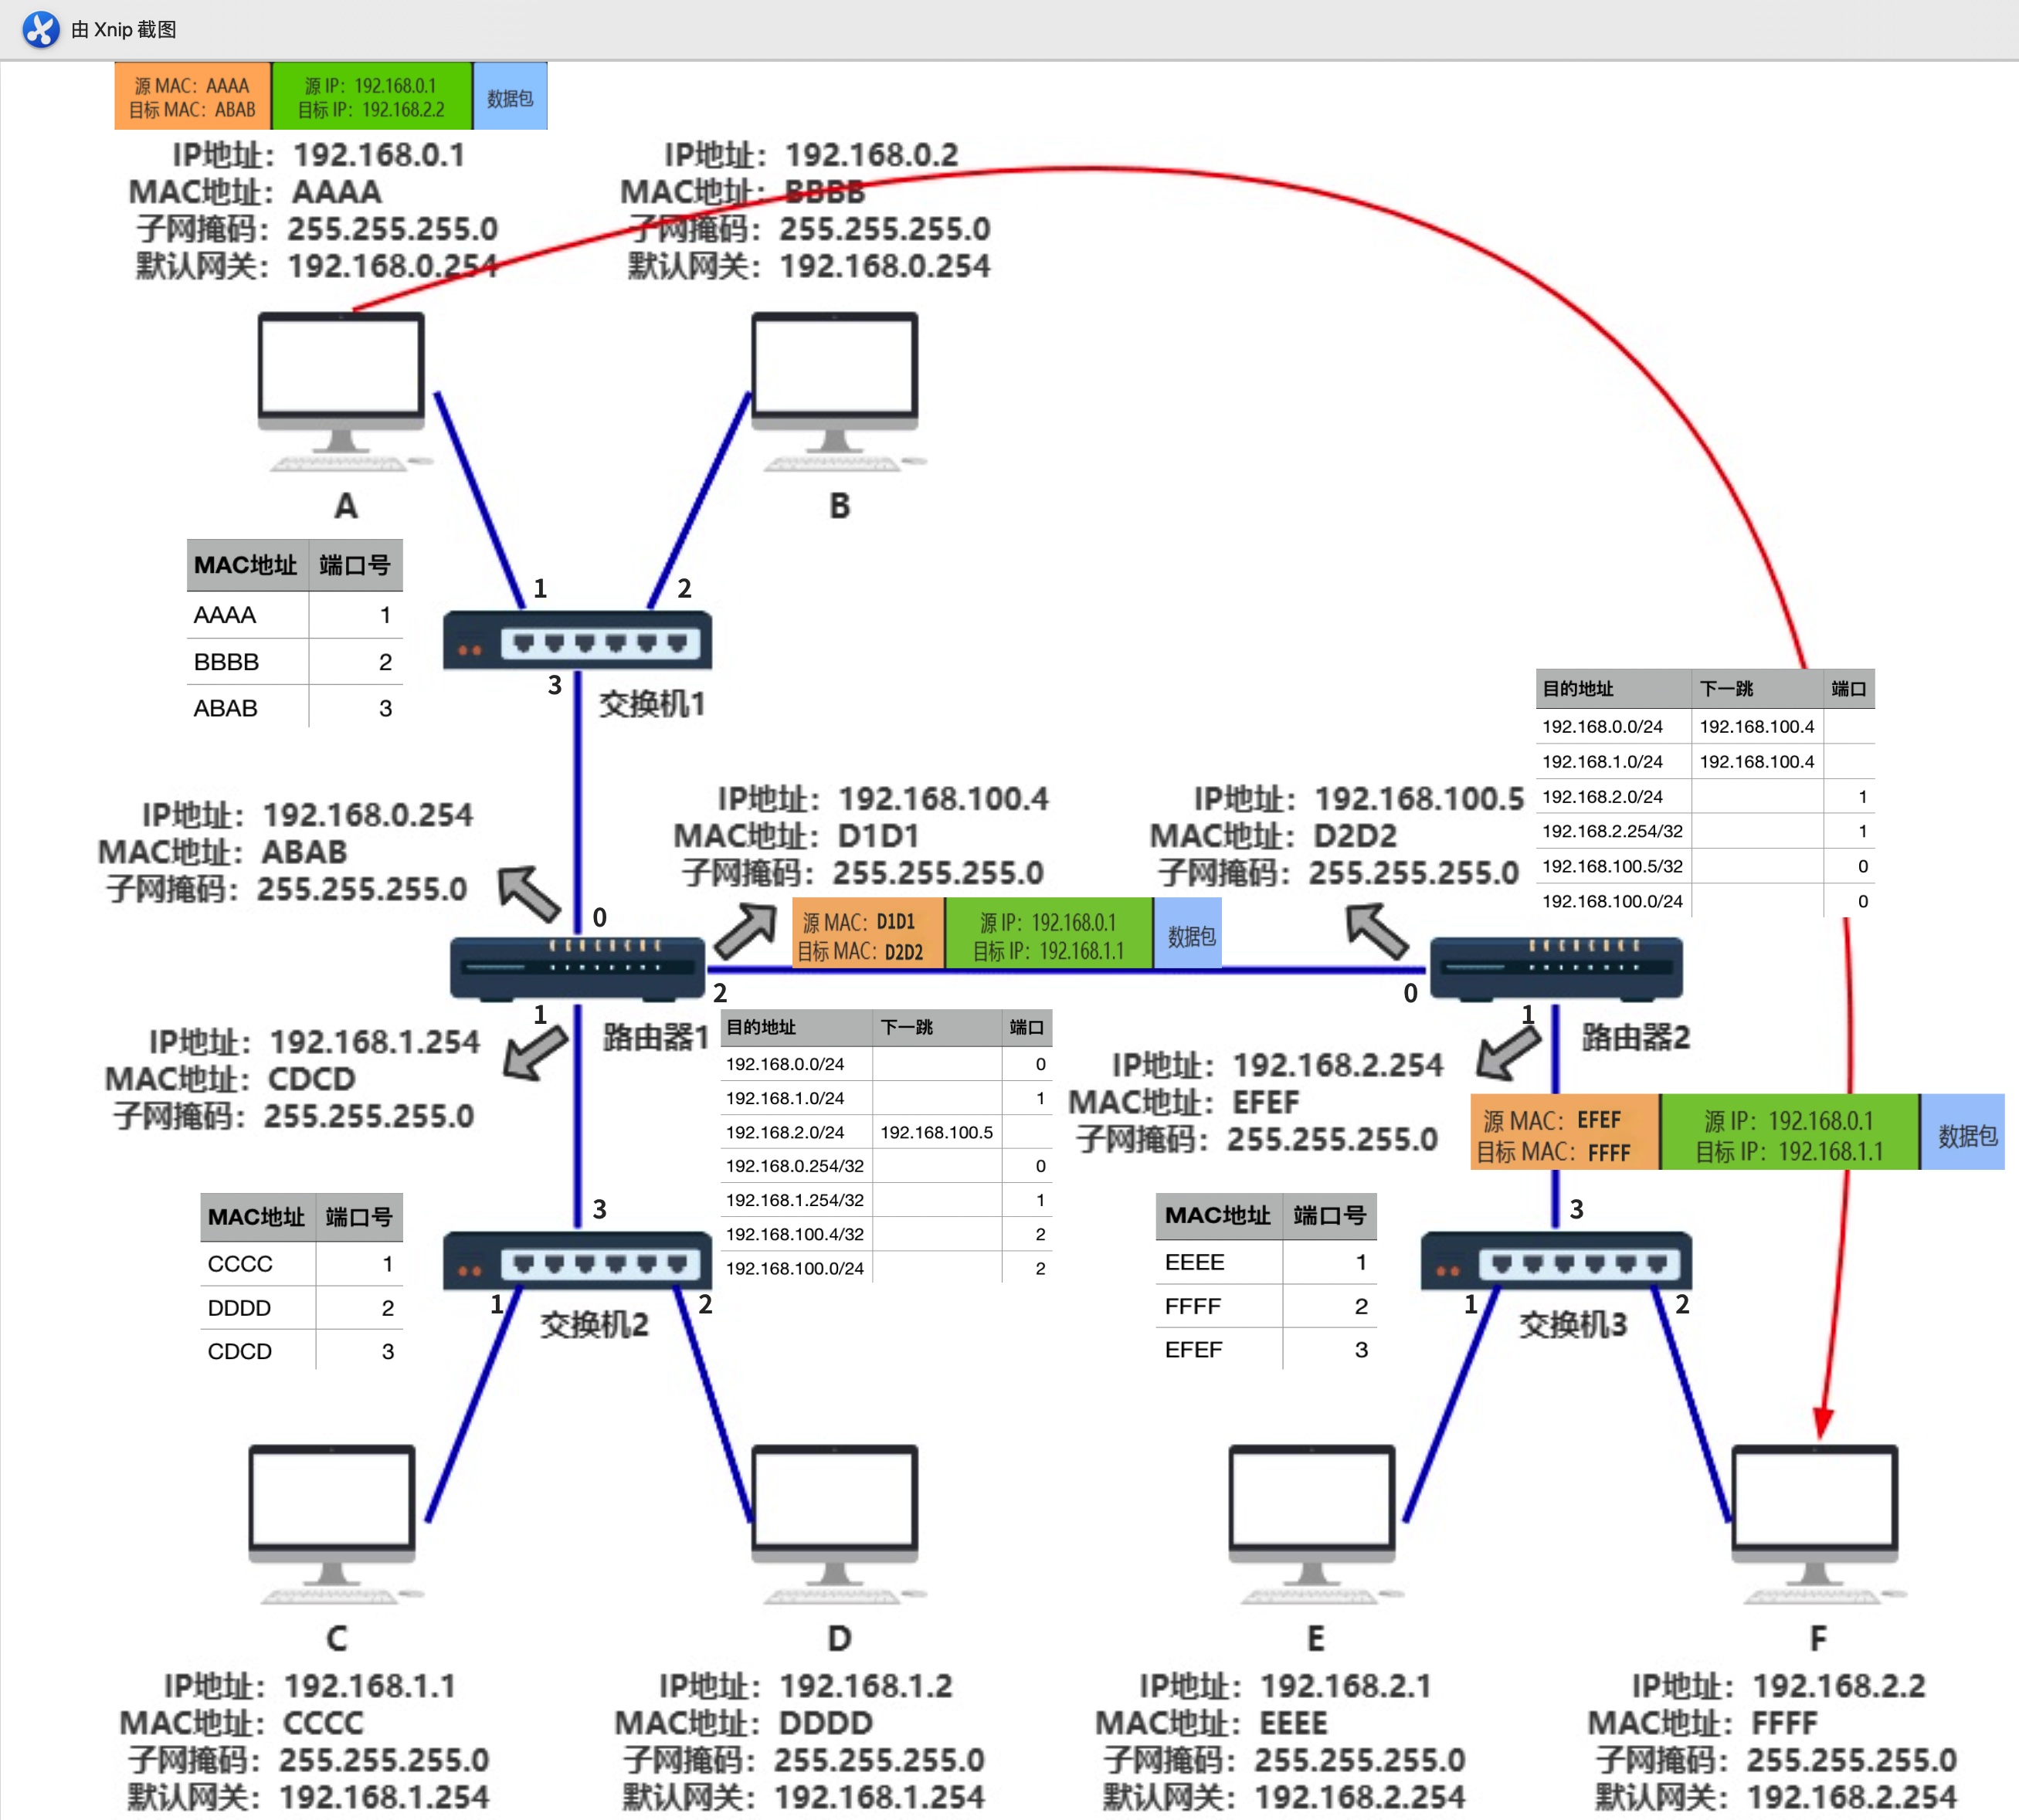 由 Xnip 截图
源 MAC：AAAA
目标 MAC：ABAB
源 IP：192.168.0.1
目标 IP：192.168.2.2
数据包
IP地址：192.168.0.1
MAC地址：AAAA
子网掩码：255.255.255.0
默认网关：192.168.0.254
IP地址：192.168.0.2
MAC地址：BBBB
子网掩码：255.255.255.0
默认网关：192.168.0.254
A
B
MAC地址 端口号
AAAA 1
BBBB 2
ABAB 3
1
2
3
交换机1
目的地址 下一跳 端口
192.168.0.0/24 192.168.100.4
192.168.1.0/24 192.168.100.4
192.168.2.0/24 1
192.168.2.254/32 1
192.168.100.5/32 0
192.168.100.0/24 0
IP地址：192.168.0.254
MAC地址：ABAB
子网掩码：255.255.255.0
IP地址：192.168.100.4
MAC地址：D1D1
子网掩码：255.255.255.0
IP地址：192.168.100.5
MAC地址：D2D2
子网掩码：255.255.255.0
0
源 MAC：D1D1
目标 MAC：D2D2
源 IP：192.168.0.1
目标 IP：192.168.1.1
数据包
2
0
1
路由器1
1
路由器2
IP地址：192.168.1.254
MAC地址：CDCD
子网掩码：255.255.255.0
目的地址 下一跳 端口
192.168.0.0/24 0
192.168.1.0/24 1
192.168.2.0/24 192.168.100.5
192.168.0.254/32 0
192.168.1.254/32 1
192.168.100.4/32 2
192.168.100.0/24 2
IP地址：192.168.2.254
MAC地址：EFEF
子网掩码：255.255.255.0
源 MAC：EFEF
目标 MAC：FFFF
源 IP：192.168.0.1
目标 IP：192.168.1.1
数据包
MAC地址 端口号
CCCC 1
DDDD 2
CDCD 3
3
1
2
交换机2
MAC地址 端口号
EEEE 1
FFFF 2
EFEF 3
3
1
2
交换机3
C
IP地址：192.168.1.1
MAC地址：CCCC
子网掩码：255.255.255.0
默认网关：192.168.1.254
D
IP地址：192.168.1.2
MAC地址：DDDD
子网掩码：255.255.255.0
默认网关：192.168.1.254
E
IP地址：192.168.2.1
MAC地址：EEEE
子网掩码：255.255.255.0
默认网关：192.168.2.254
F
IP地址：192.168.2.2
MAC地址：FFFF
子网掩码：255.255.255.0
默认网关：192.168.2.254